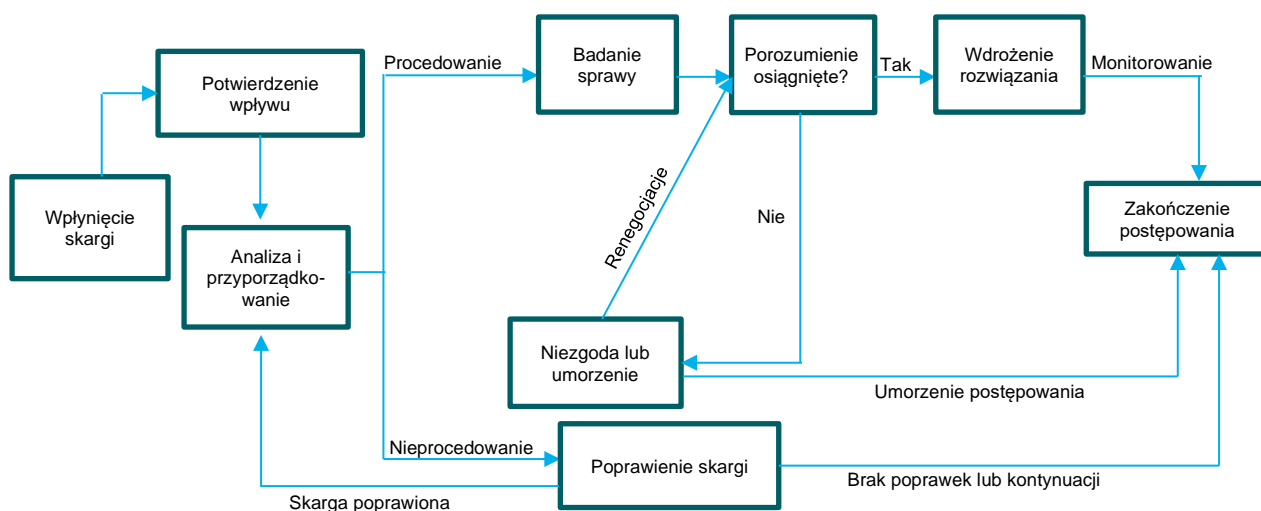 Wpłynięcie
skargi
Potwierdzenie
wpływu
Analiza i
przyporządko-
wanie
Procedowanie
Badanie
sprawy
Porozumienie
osiągnięte?
Tak
Wdrożenie
rozwiązania
Monitorowanie
Zakończenie
postępowania
Renegocjacje
Nie
Niezgoda lub
umorzenie
Umorzenie postępowania
Nieprocedowanie
Poprawienie skargi
Brak poprawek lub kontynuacji
Skarga poprawiona